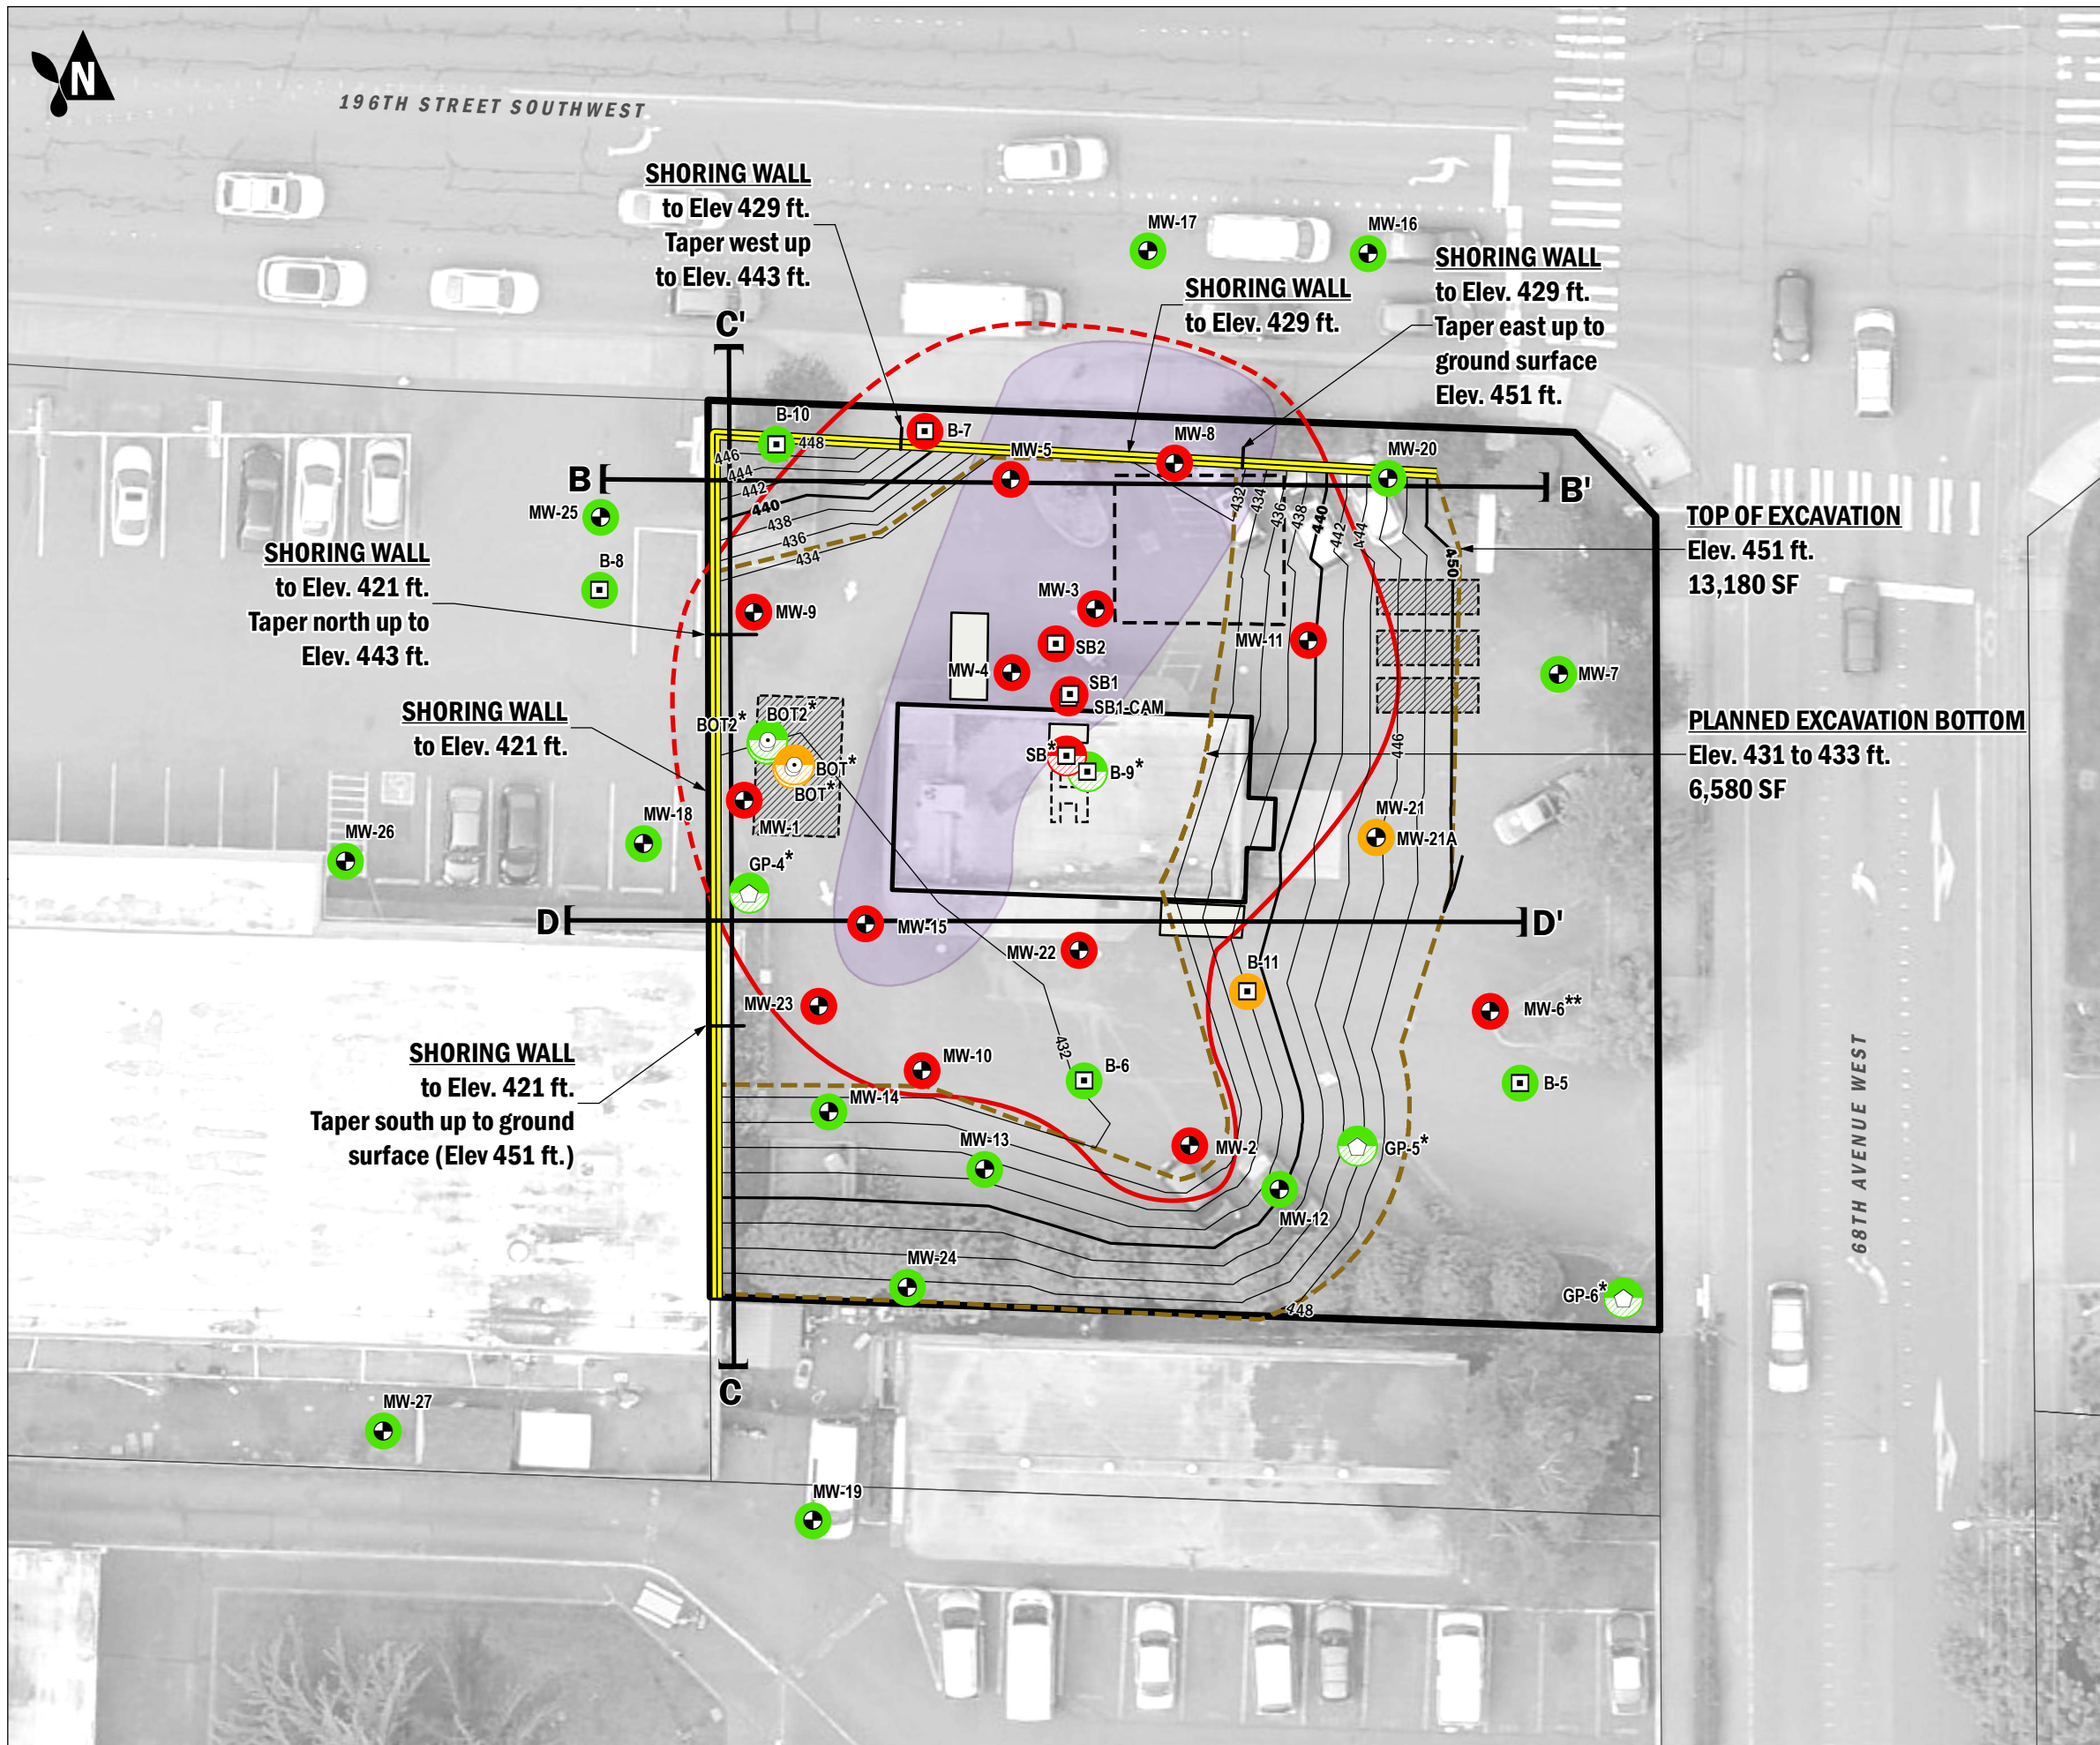 N
196TH STREET SOUTHWEST
SHORING WALL
to Elev 429 ft.
Taper west up
to Elev. 443 ft.
MW-17
MW-16
SHORING WALL
to Elev. 429 ft.
SHORING WALL
to Elev. 429 ft.
Taper east up to
ground surface
Elev. 451 ft.
C'
B-10
448
B-7
MW-5
MW-8
MW-20
446
444
442
440
438
436
434
B
B'
432
434
436
438
440
442
444
446
450
MW-25
B-8
SHORING WALL
to Elev. 421 ft.
Taper north up to
Elev. 443 ft.
TOP OF EXCAVATION
Elev. 451 ft.
13,180 SF
MW-9
MW-3
SB2
MW-4
SB1
SB1-CAM
MW-11
MW-7
SHORING WALL
to Elev. 421 ft.
BOT2*
BOT2*
BOT*
BOT*
SB*
B-9*
PLANNED EXCAVATION BOTTOM
Elev. 431 to 433 ft.
6,580 SF
MW-26
MW-18
MW-1
GP-4*
MW-21
MW-21A
D
D'
MW-15
MW-22
B-11
MW-23
MW-6**
432
MW-10
B-6
B-5
MW-14
MW-13
MW-2
GP-5*
MW-12
SHORING WALL
to Elev. 421 ft.
Taper south up to ground
surface (Elev 451 ft.)
68TH AVENUE WEST
MW-24
448
GP-6*
C
MW-27
MW-19